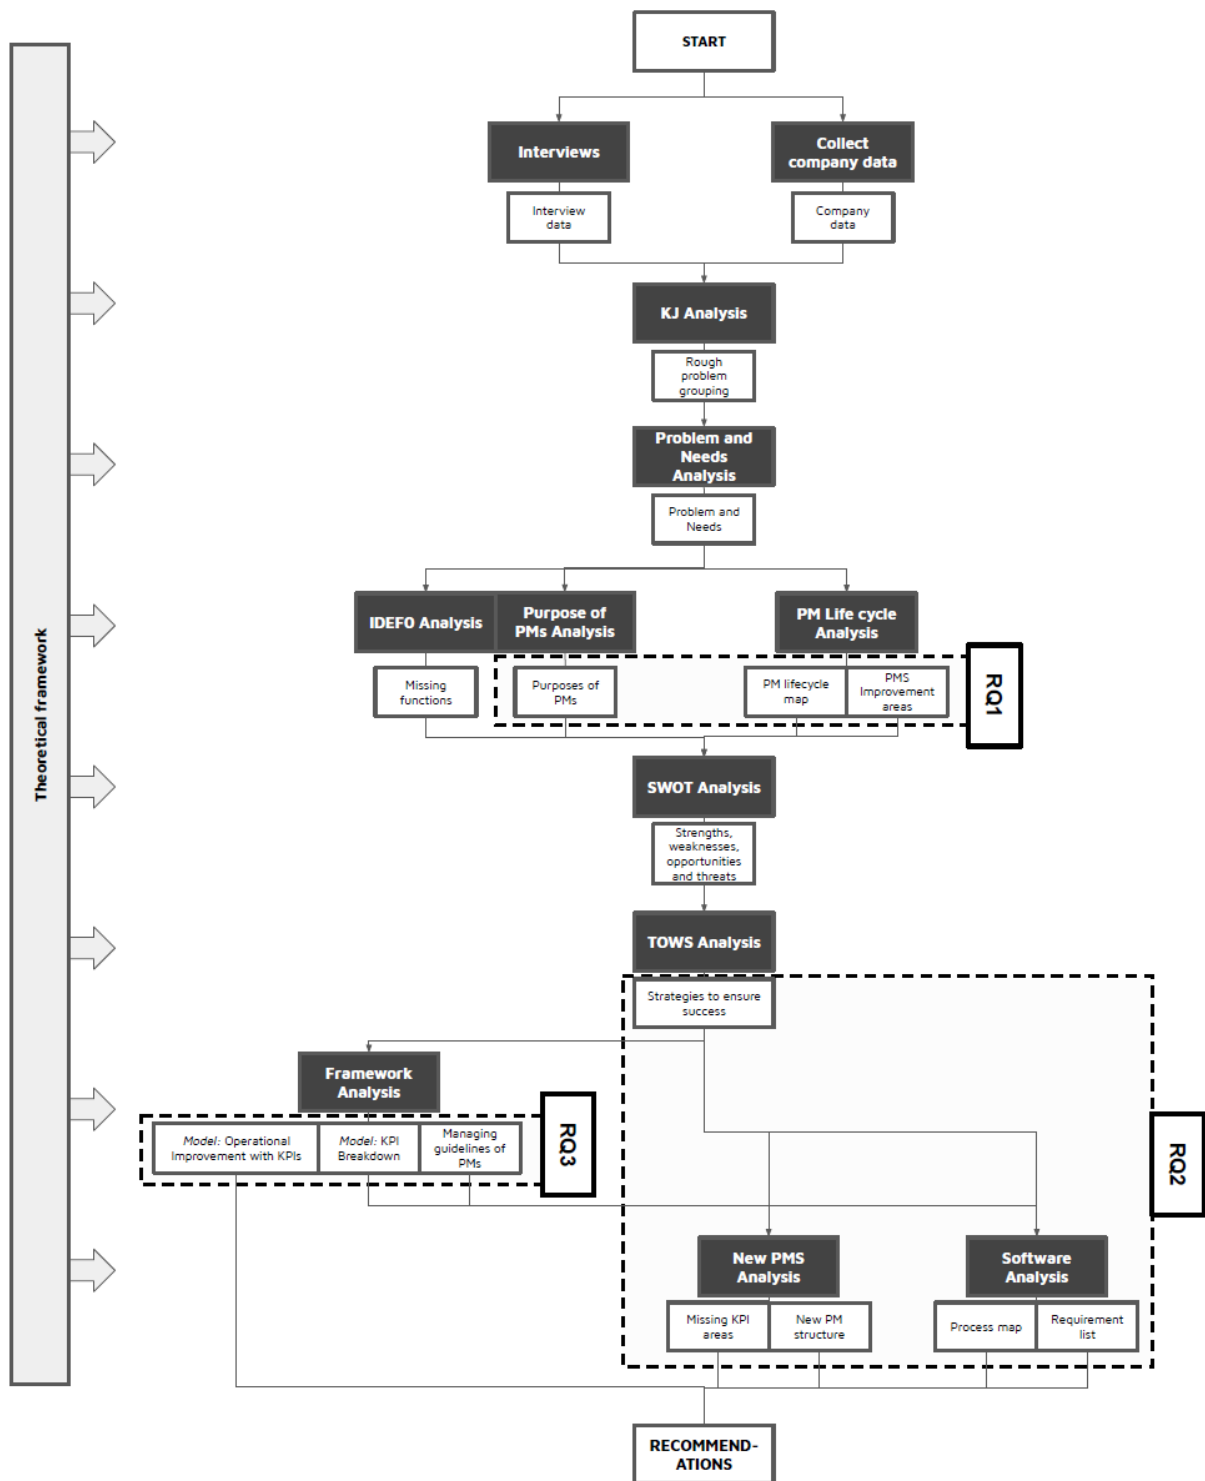 START
Theoretical framework
Interviews
Collect
company data
Interview
data
Company
data
KJ Analysis
Rough
problem
grouping
Problem and
Needs
Analysis
Problem and
Needs
IDEF0 Analysis
Purpose of
PMs Analysis
PM Life cycle
Analysis
Missing
functions
Purposes of
PMs
PM lifecycle
map
PMS
Improvement
areas
RQ1
SWOT Analysis
Strengths,
weaknesses,
opportunities
and threats
TOWS Analysis
Strategies to ensure
success
Framework
Analysis
Model: Operational
Improvement with KPIs
Model: KPI
Breakdown
Managing
guidelines of
PMs
RQ3
RQ2
New PMS
Analysis
Software
Analysis
Missing KPI
areas
New PM
structure
Process map
Requirement
list
RECOMMEND-
ATIONS